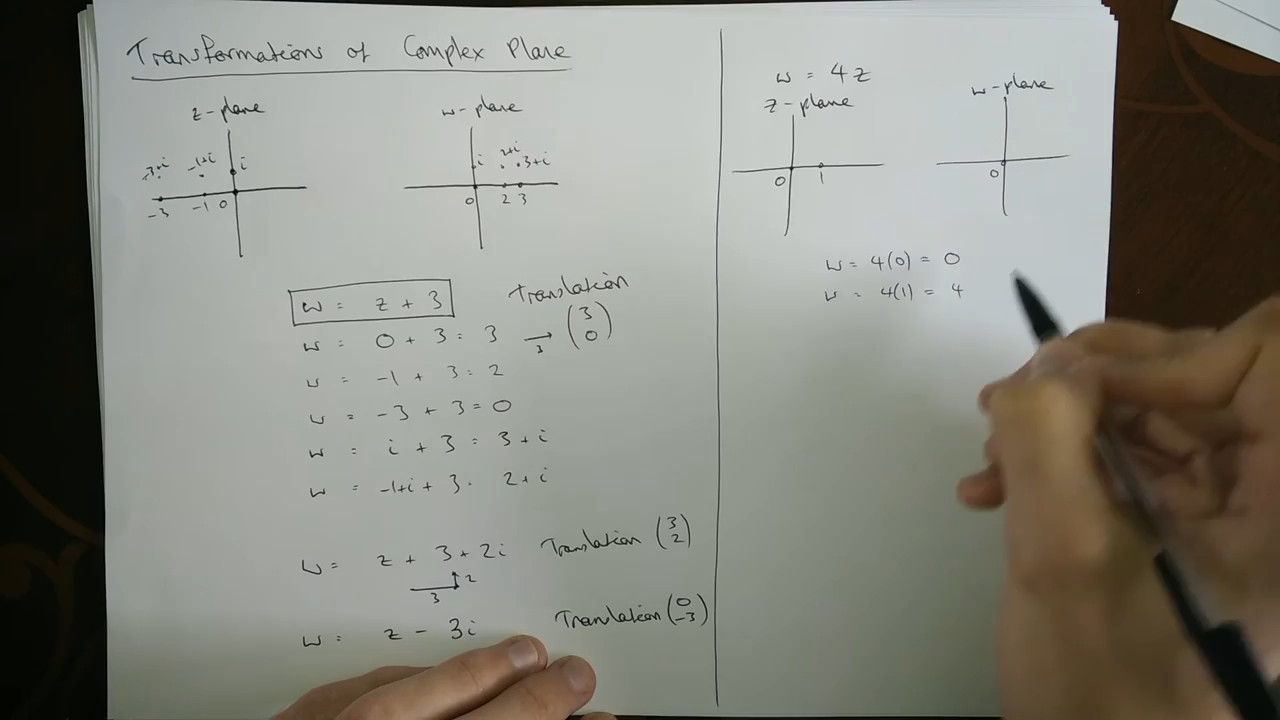 Transformations of Complex Plane
z-plane
w-plane
-3+i -1+i i
i 2+i 3+i
-3 -1 0
0 2 3
w = z + 3 Translation
w = 0 + 3 = 3 → 3 (3 0)
w = -1 + 3 = 2
w = -3 + 3 = 0
w = i + 3 = 3 + i
w = -1+i + 3 = 2 + i
w = z + 3 + 2i Translation (3 2)
3 2
w = z - 3i Translation (0 -3)
w = 4z
z-plane
w-plane
0 1
0
w = 4(0) = 0
w = 4(1) = 4